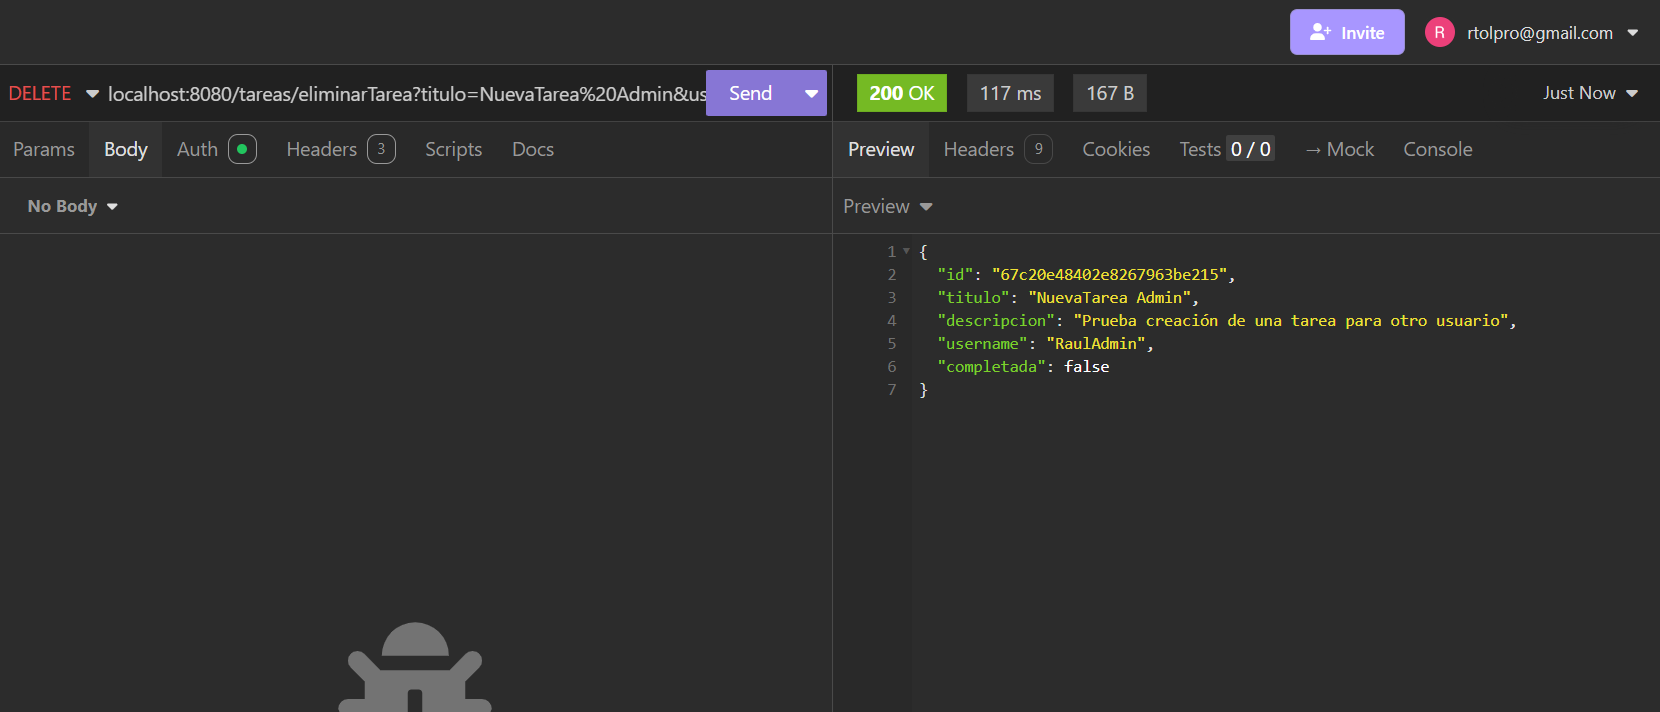 Invite
R rtolpro@gmail.com
DELETE localhost:8080/tareas/eliminarTarea?titulo=NuevaTarea%20Admin&us Send
200 OK 117 ms 167 B Just Now
Params Body Auth Headers 3 Scripts Docs
Preview Headers 9 Cookies Tests 0 / 0 → Mock Console
No Body
Preview
1 {
2 "id": "67c20e48402e8267963be215",
3 "titulo": "NuevaTarea Admin",
4 "descripcion": "Prueba creación de una tarea para otro usuario",
5 "username": "RaulAdmin",
6 "completada": false
7 }